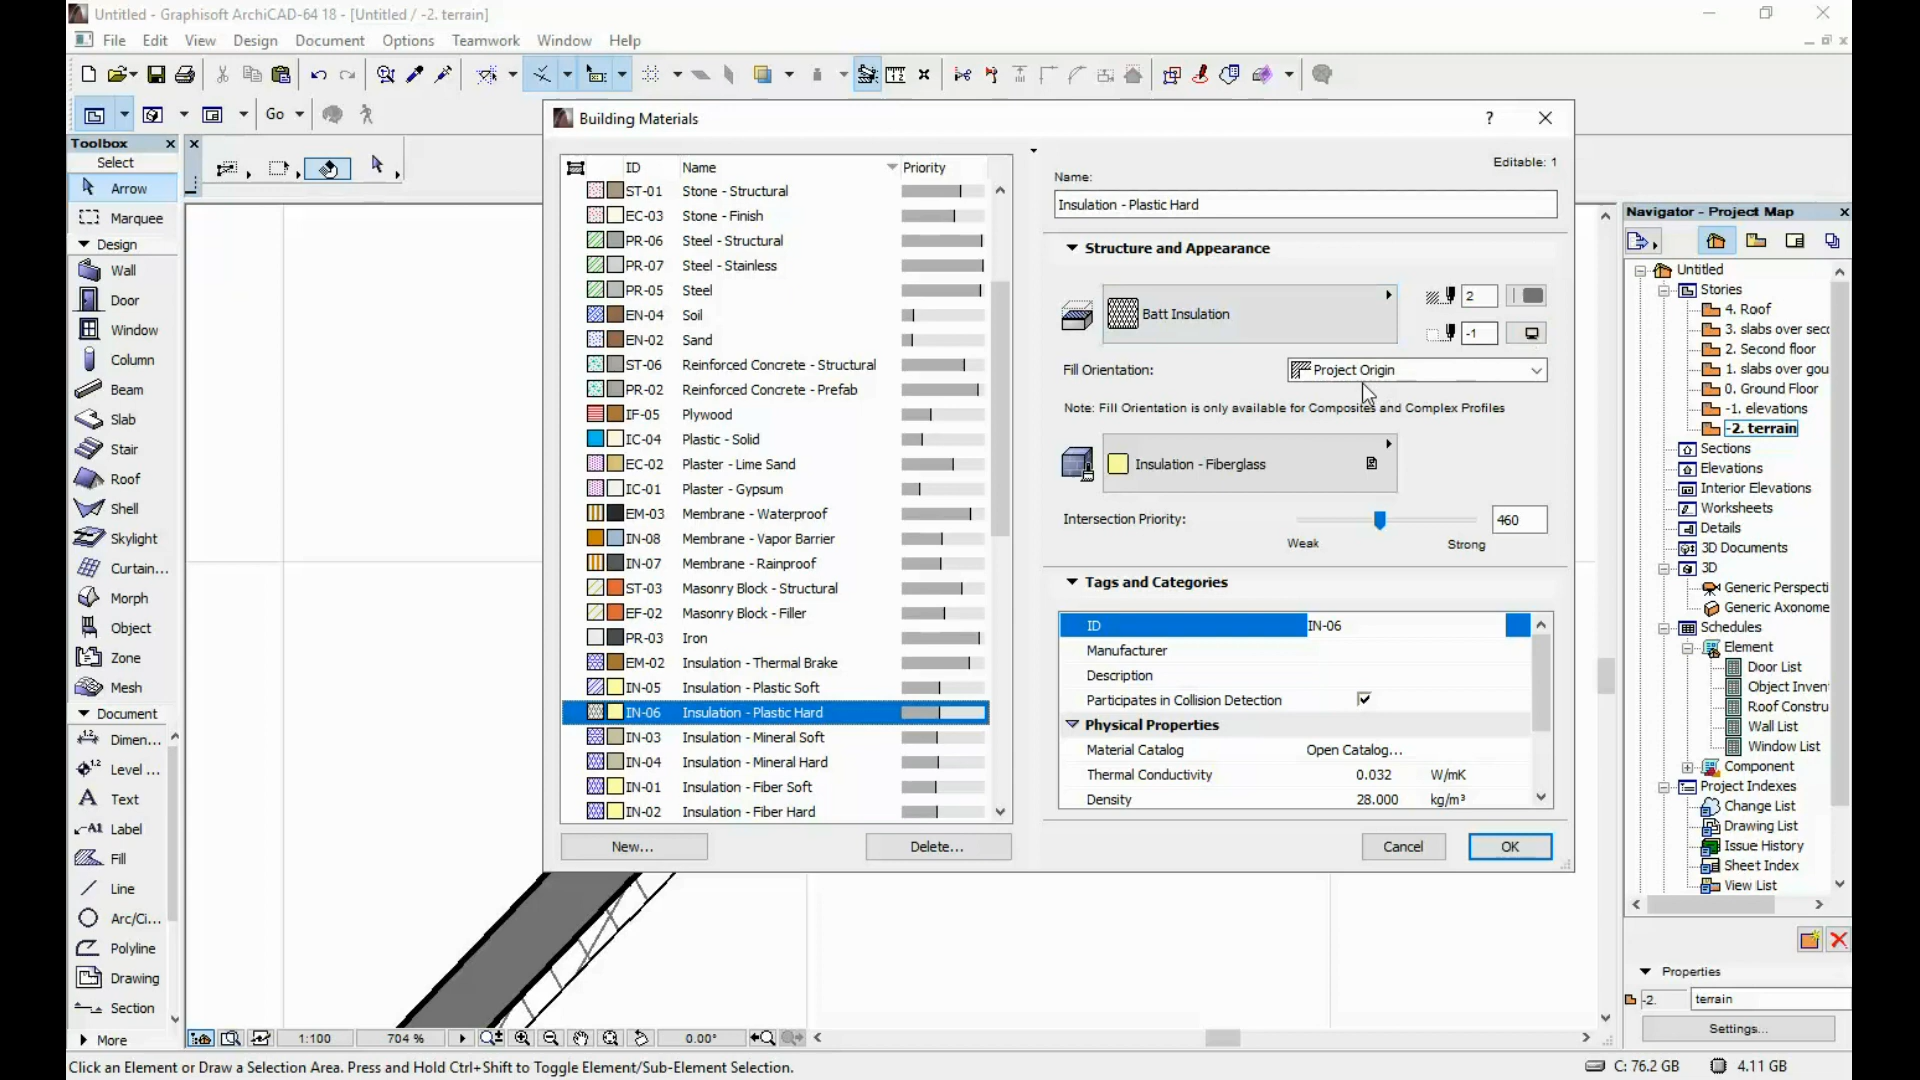 Untitled - Graphisoft ArchiCAD-64 18 - [Untitled / -2. terrain]
File Edit View Design Document Options Teamwork Window Help
Go
Toolbox
Select
Arrow
Marquee
Design
Wall
Door
Window
Column
Beam
Slab
Stair
Roof
Shell
Skylight
Curtain...
Morph
Object
Zone
Mesh
Document
Dimen...
Level ...
Text
Label
Fill
Line
Arc/Ci...
Polyline
Drawing
Section
More
Building Materials
ID Name Priority
ST-01 Stone - Structural
EC-03 Stone - Finish
PR-06 Steel - Structural
PR-07 Steel - Stainless
PR-05 Steel
EN-04 Soil
EN-02 Sand
ST-06 Reinforced Concrete - Structural
PR-02 Reinforced Concrete - Prefab
IF-05 Plywood
IC-04 Plastic - Solid
EC-02 Plaster - Lime Sand
IC-01 Plaster - Gypsum
EM-03 Membrane - Waterproof
IN-08 Membrane - Vapor Barrier
IN-07 Membrane - Rainproof
ST-03 Masonry Block - Structural
EF-02 Masonry Block - Filler
PR-03 Iron
EM-02 Insulation - Thermal Brake
IN-05 Insulation - Plastic Soft
IN-06 Insulation - Plastic Hard
IN-03 Insulation - Mineral Soft
IN-04 Insulation - Mineral Hard
IN-01 Insulation - Fiber Soft
IN-02 Insulation - Fiber Hard
New... Delete...
Editable: 1
Name:
Insulation - Plastic Hard
Structure and Appearance
Batt Insulation
2
-1
Fill Orientation: Project Origin
Note: Fill Orientation is only available for Composites and Complex Profiles
Insulation - Fiberglass
Intersection Priority: 460
Weak Strong
Tags and Categories
ID IN-06
Manufacturer
Description
Participates in Collision Detection
Physical Properties
Material Catalog Open Catalog...
Thermal Conductivity 0.032 W/mK
Density 28.000 kg/m³
Cancel OK
Navigator - Project Map
Untitled
Stories
4. Roof
3. slabs over seco
2. Second floor
1. slabs over gou
0. Ground Floor
-1. elevations
-2. terrain
Sections
Elevations
Interior Elevations
Worksheets
Details
3D Documents
3D
Generic Perspecti
Generic Axonome
Schedules
Element
Door List
Object Inven
Roof Constru
Wall List
Window List
Component
Project Indexes
Change List
Drawing List
Issue History
Sheet Index
View List
Properties
-2. terrain
Settings...
1:100 704 % 0.00°
Click an Element or Draw a Selection Area. Press and Hold Ctrl+Shift to Toggle Element/Sub-Element Selection.
C: 76.2 GB 4.11 GB